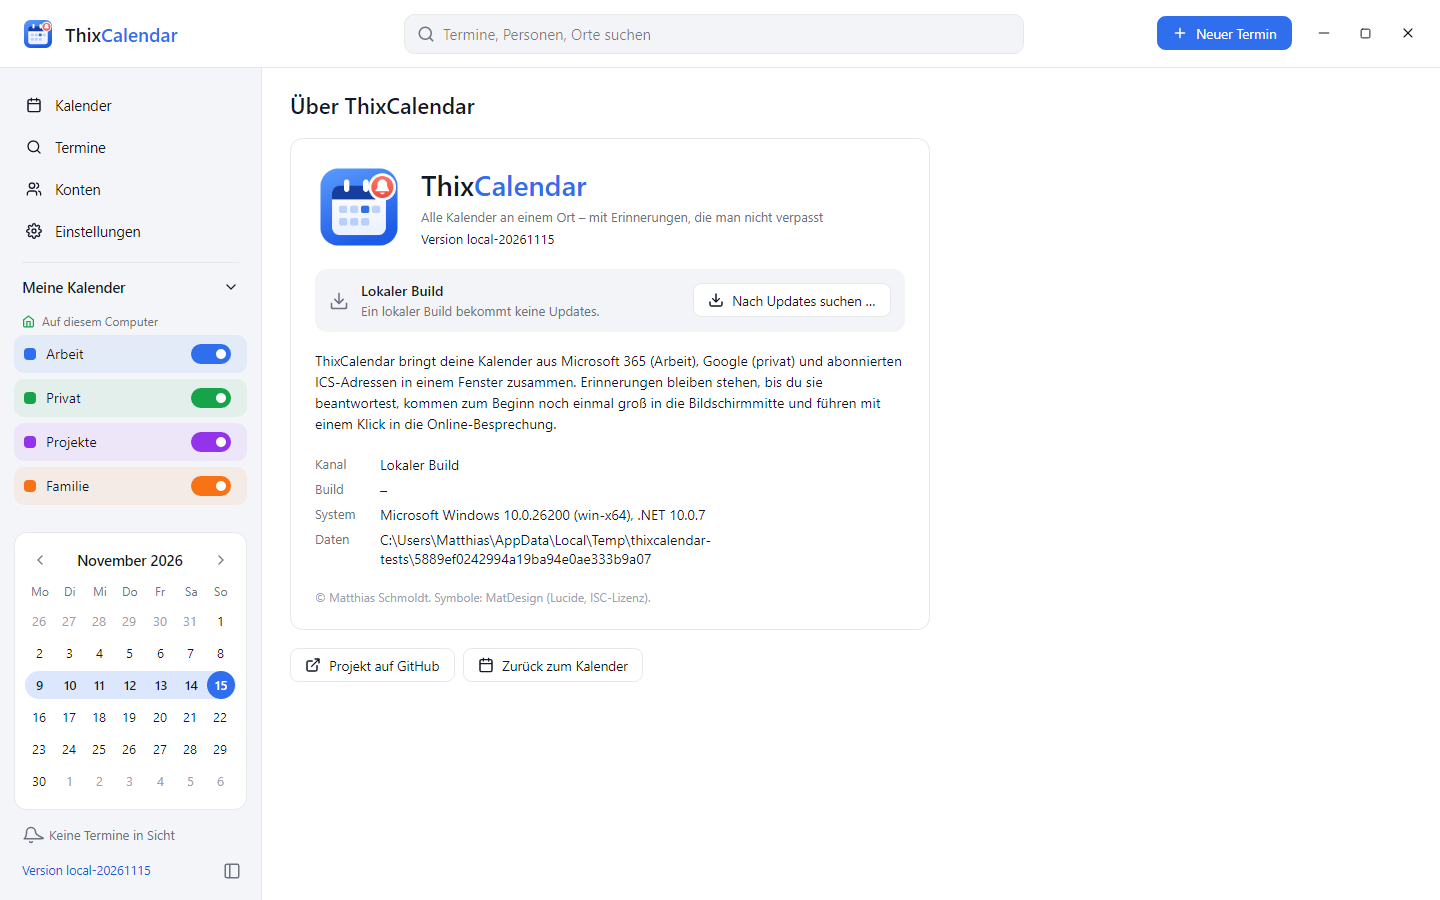 ThixCalendar
Termine, Personen, Orte suchen
Neuer Termin
Kalender
Termine
Konten
Einstellungen
Meine Kalender
Auf diesem Computer
Arbeit
Privat
Projekte
Familie
November 2026
Mo Di Mi Do Fr Sa So
26 27 28 29 30 31 1
2 3 4 5 6 7 8
9 10 11 12 13 14 15
16 17 18 19 20 21 22
23 24 25 26 27 28 29
30 1 2 3 4 5 6
Keine Termine in Sicht
Version local-20261115
Über ThixCalendar
ThixCalendar
Alle Kalender an einem Ort – mit Erinnerungen, die man nicht verpasst
Version local-20261115
Lokaler Build
Ein lokaler Build bekommt keine Updates.
Nach Updates suchen ...
ThixCalendar bringt deine Kalender aus Microsoft 365 (Arbeit), Google (privat) und abonnierten
ICS-Adressen in einem Fenster zusammen. Erinnerungen bleiben stehen, bis du sie
beantwortest, kommen zum Beginn noch einmal groß in die Bildschirmmitte und führen mit
einem Klick in die Online-Besprechung.
Kanal Lokaler Build
Build –
System Microsoft Windows 10.0.26200 (win-x64), .NET 10.0.7
Daten C:\Users\Matthias\AppData\Local\Temp\thixcalendar-
tests\5889ef0242994a19ba94e0ae333b9a07
© Matthias Schmoldt. Symbole: MatDesign (Lucide, ISC-Lizenz).
Projekt auf GitHub
Zurück zum Kalender